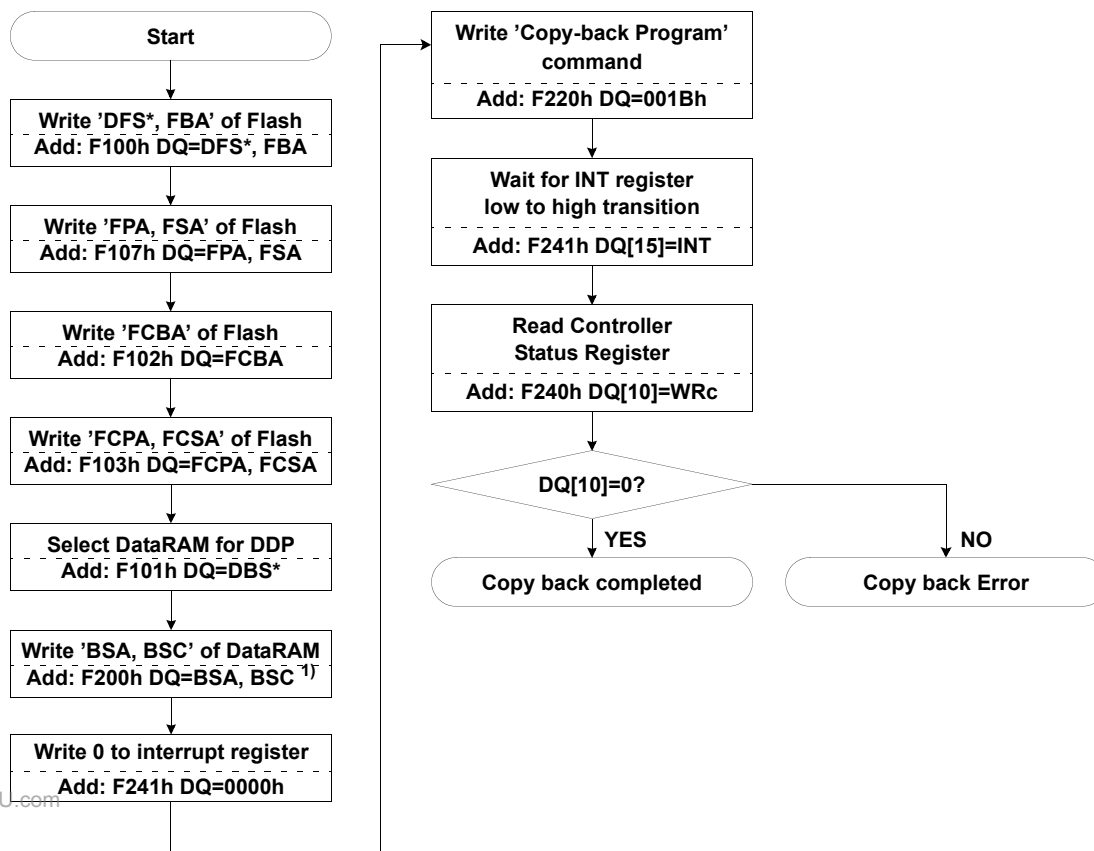 Start
Write 'DFS*, FBA' of Flash
Add: F100h DQ=DFS*, FBA
Write 'FPA, FSA' of Flash
Add: F107h DQ=FPA, FSA
Write 'FCBA' of Flash
Add: F102h DQ=FCBA
Write 'FCPA, FCSA' of Flash
Add: F103h DQ=FCPA, FCSA
Select DataRAM for DDP
Add: F101h DQ=DBS*
Write 'BSA, BSC' of DataRAM
Add: F200h DQ=BSA, BSC 1)
Write 0 to interrupt register
Add: F241h DQ=0000h
U.com
Write 'Copy-back Program'
command
Add: F220h DQ=001Bh
Wait for INT register
low to high transition
Add: F241h DQ[15]=INT
Read Controller
Status Register
Add: F240h DQ[10]=WRc
DQ[10]=0?
YES
NO
Copy back completed
Copy back Error